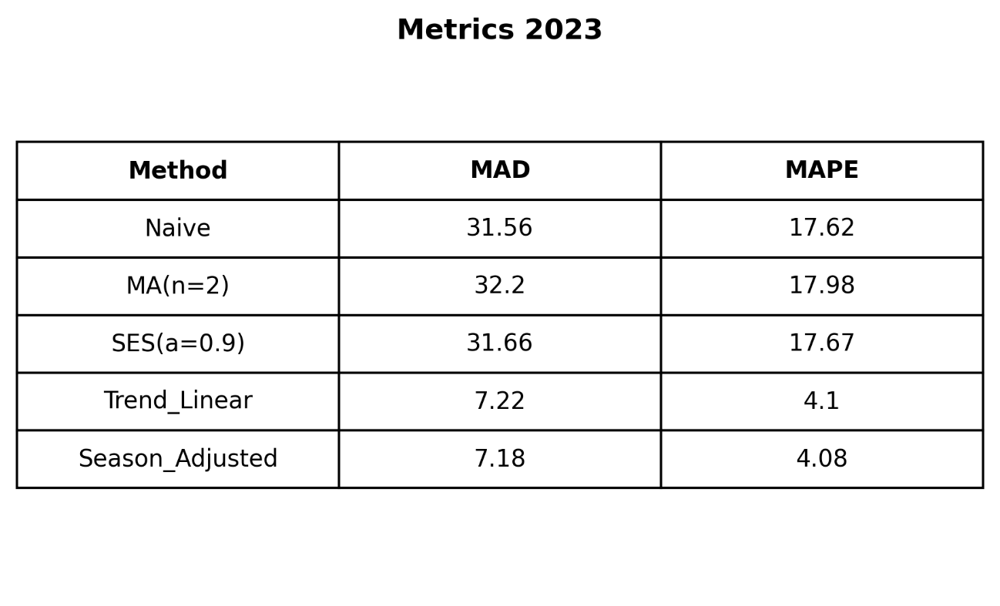 Metrics 2023
Method MAD MAPE
Naive 31.56 17.62
MA(n=2) 32.2 17.98
SES(a=0.9) 31.66 17.67
Trend_Linear 7.22 4.1
Season_Adjusted 7.18 4.08